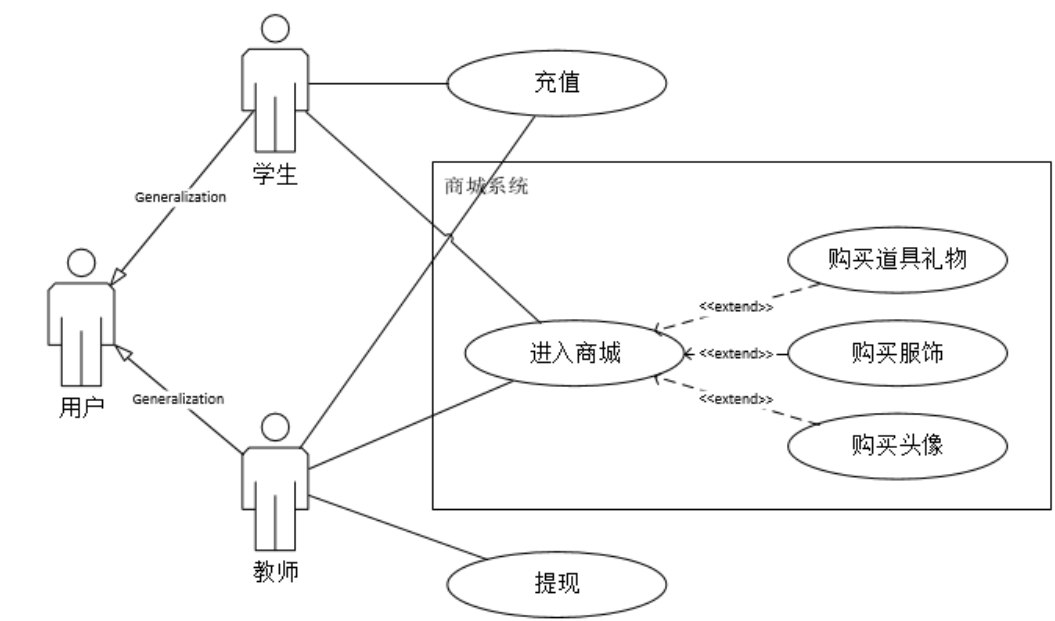 充值
学生
商城系统
Generalization
购买道具礼物
<<extend>>
进入商城
<<extend>>
购买服饰
用户
Generalization
<<extend>>
购买头像
教师
提现